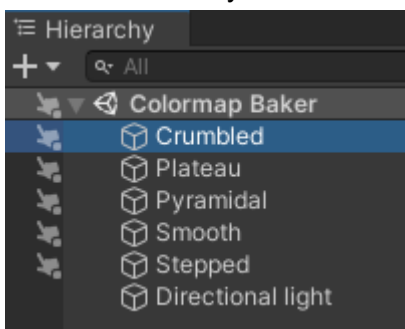 Hierarchy
All
Colormap Baker
Crumbled
Plateau
Pyramidal
Smooth
Stepped
Directional light